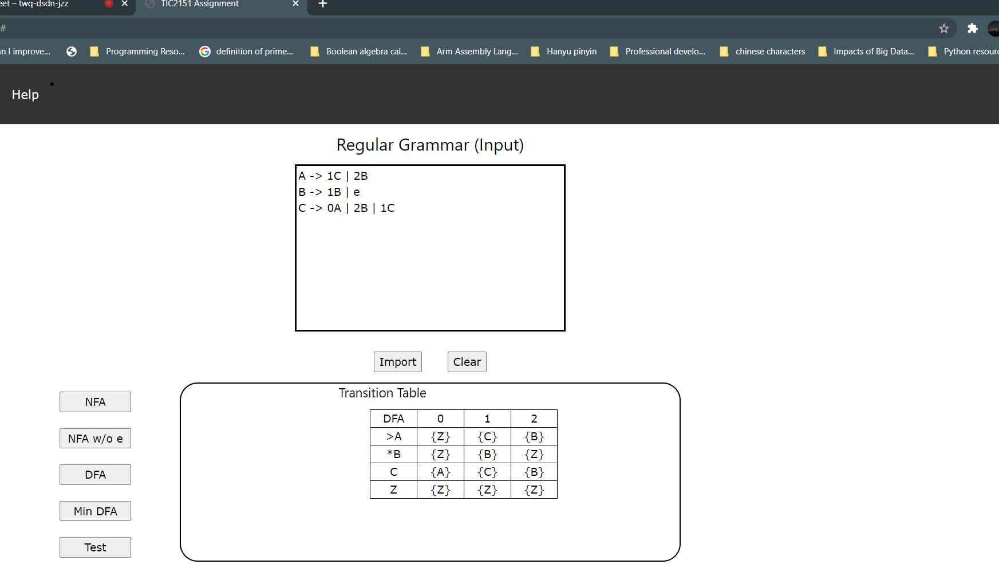 eet – twq-dsdn-jzz TIC2151 Assignment
#
an I improve... Programming Reso... definition of prime... Boolean algebra cal... Arm Assembly Lang... Hanyu pinyin Professional develo... chinese characters Impacts of Big Data... Python resourc
Help
Regular Grammar (Input)
A -> 1C | 2B
B -> 1B | e
C -> 0A | 2B | 1C
Import Clear
NFA
NFA w/o e
DFA
Min DFA
Test
Transition Table
DFA 0 1 2
>A {Z} {C} {B}
*B {Z} {B} {Z}
C {A} {C} {B}
Z {Z} {Z} {Z}